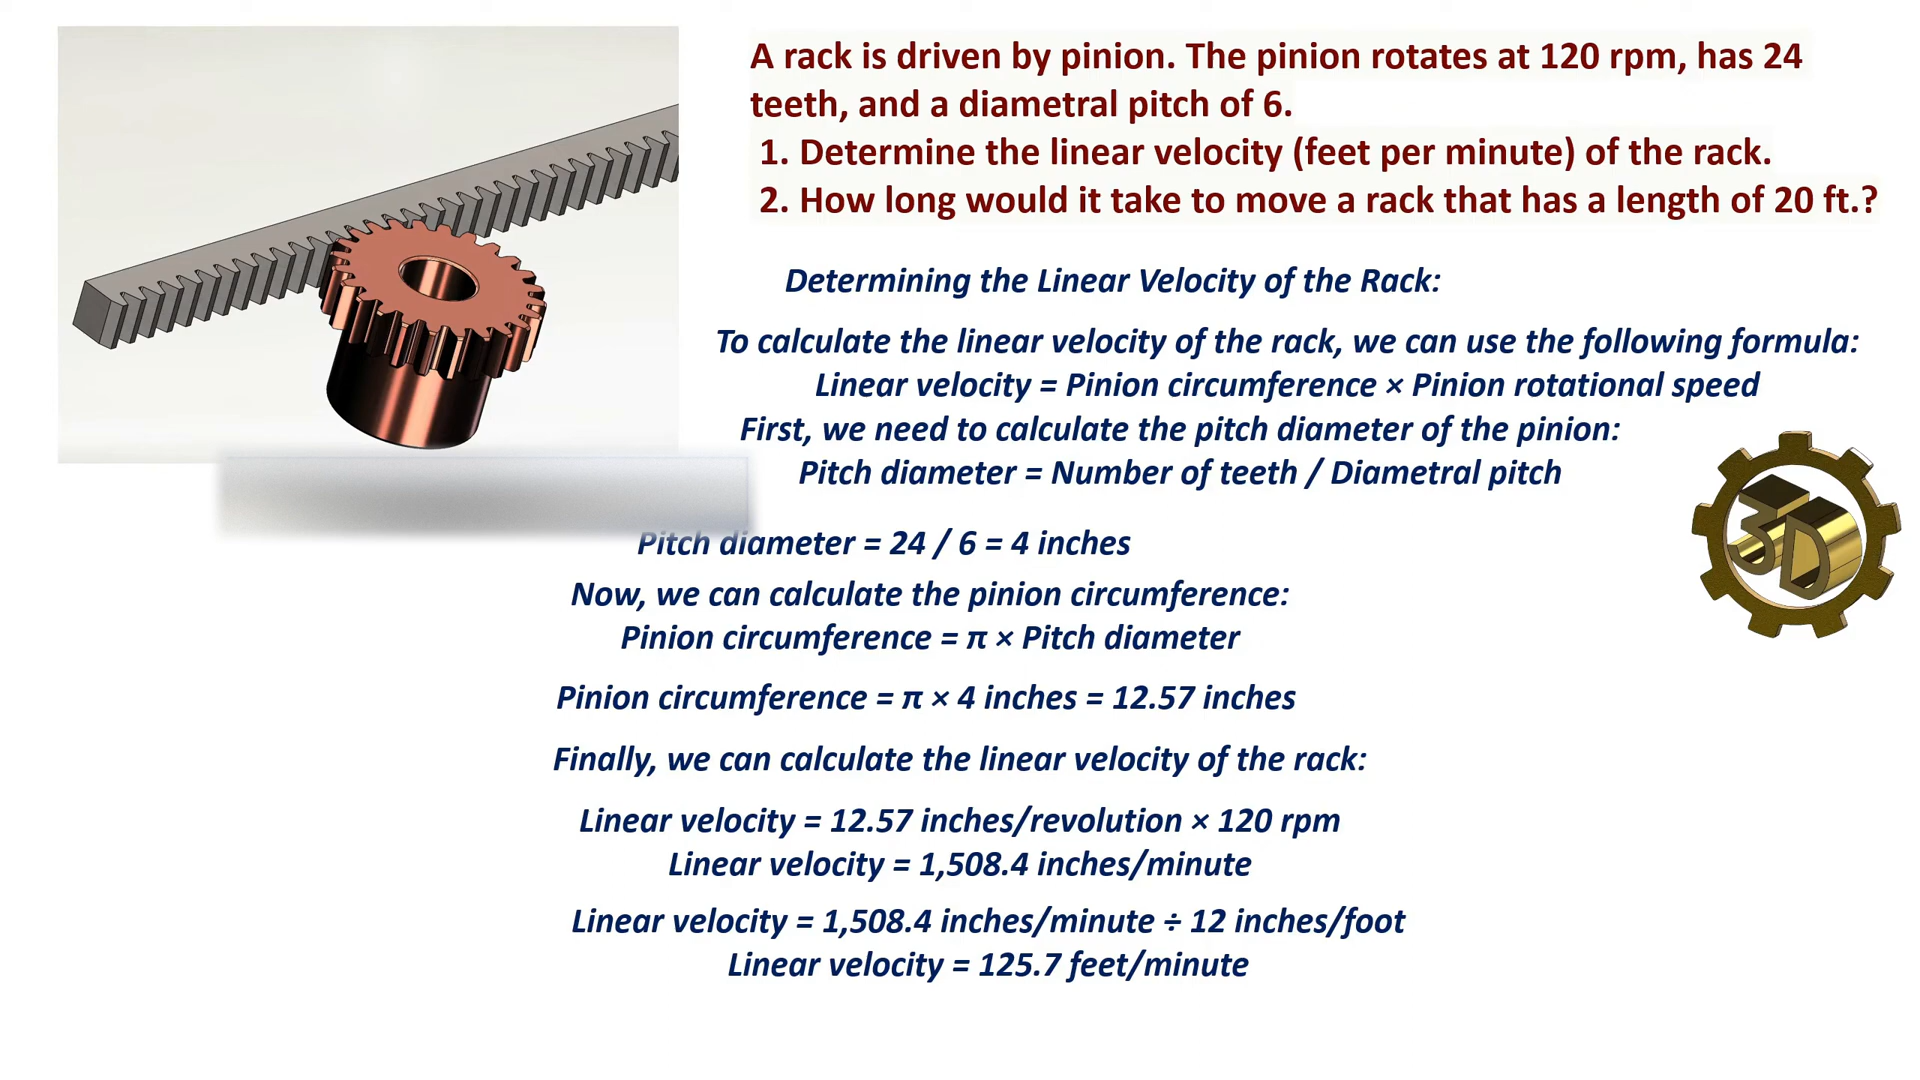 A rack is driven by pinion. The pinion rotates at 120 rpm, has 24
teeth, and a diametral pitch of 6.
1. Determine the linear velocity (feet per minute) of the rack.
2. How long would it take to move a rack that has a length of 20 ft.?
Determining the Linear Velocity of the Rack:
To calculate the linear velocity of the rack, we can use the following formula:
Linear velocity = Pinion circumference × Pinion rotational speed
First, we need to calculate the pitch diameter of the pinion:
Pitch diameter = Number of teeth / Diametral pitch
3D
Pitch diameter = 24 / 6 = 4 inches
Now, we can calculate the pinion circumference:
Pinion circumference = π × Pitch diameter
Pinion circumference = π × 4 inches = 12.57 inches
Finally, we can calculate the linear velocity of the rack:
Linear velocity = 12.57 inches/revolution × 120 rpm
Linear velocity = 1,508.4 inches/minute
Linear velocity = 1,508.4 inches/minute ÷ 12 inches/foot
Linear velocity = 125.7 feet/minute